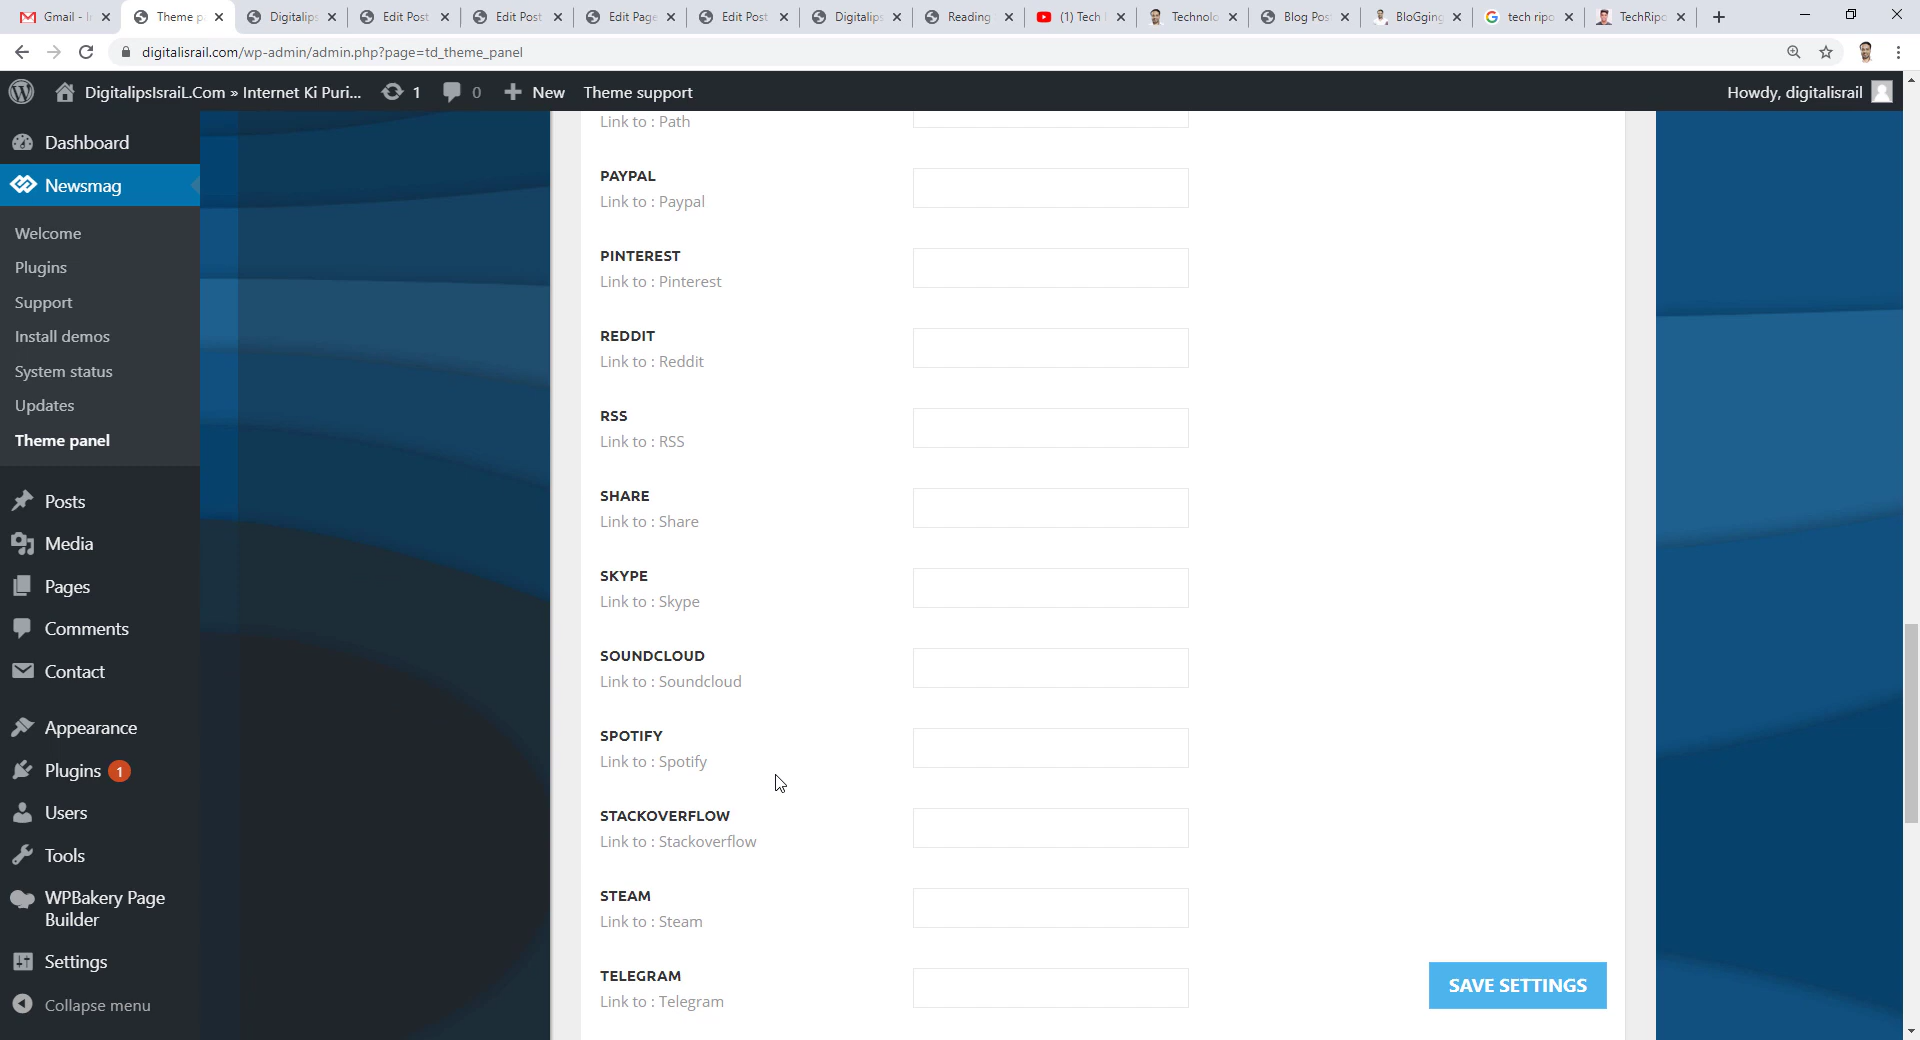 Gmail - I
Theme p
Digitalips
Edit Post
Edit Post
Edit Page
Edit Post
Digitalips
Reading
(1) Tech
Technolo
Blog Pos
BloGging
tech ripo
TechRipo
digitalisrail.com/wp-admin/admin.php?page=td_theme_panel
DigitalipsIsraiL.Com » Internet Ki Puri...
1
0
New
Theme support
Howdy, digitalisrail
Dashboard
Newsmag
Welcome
Plugins
Support
Install demos
System status
Updates
Theme panel
Posts
Media
Pages
Comments
Contact
Appearance
Plugins 1
Users
Tools
WPBakery Page
Builder
Settings
Collapse menu
Link to : Path
PAYPAL
Link to : Paypal
PINTEREST
Link to : Pinterest
REDDIT
Link to : Reddit
RSS
Link to : RSS
SHARE
Link to : Share
SKYPE
Link to : Skype
SOUNDCLOUD
Link to : Soundcloud
SPOTIFY
Link to : Spotify
STACKOVERFLOW
Link to : Stackoverflow
STEAM
Link to : Steam
TELEGRAM
Link to : Telegram
SAVE SETTINGS